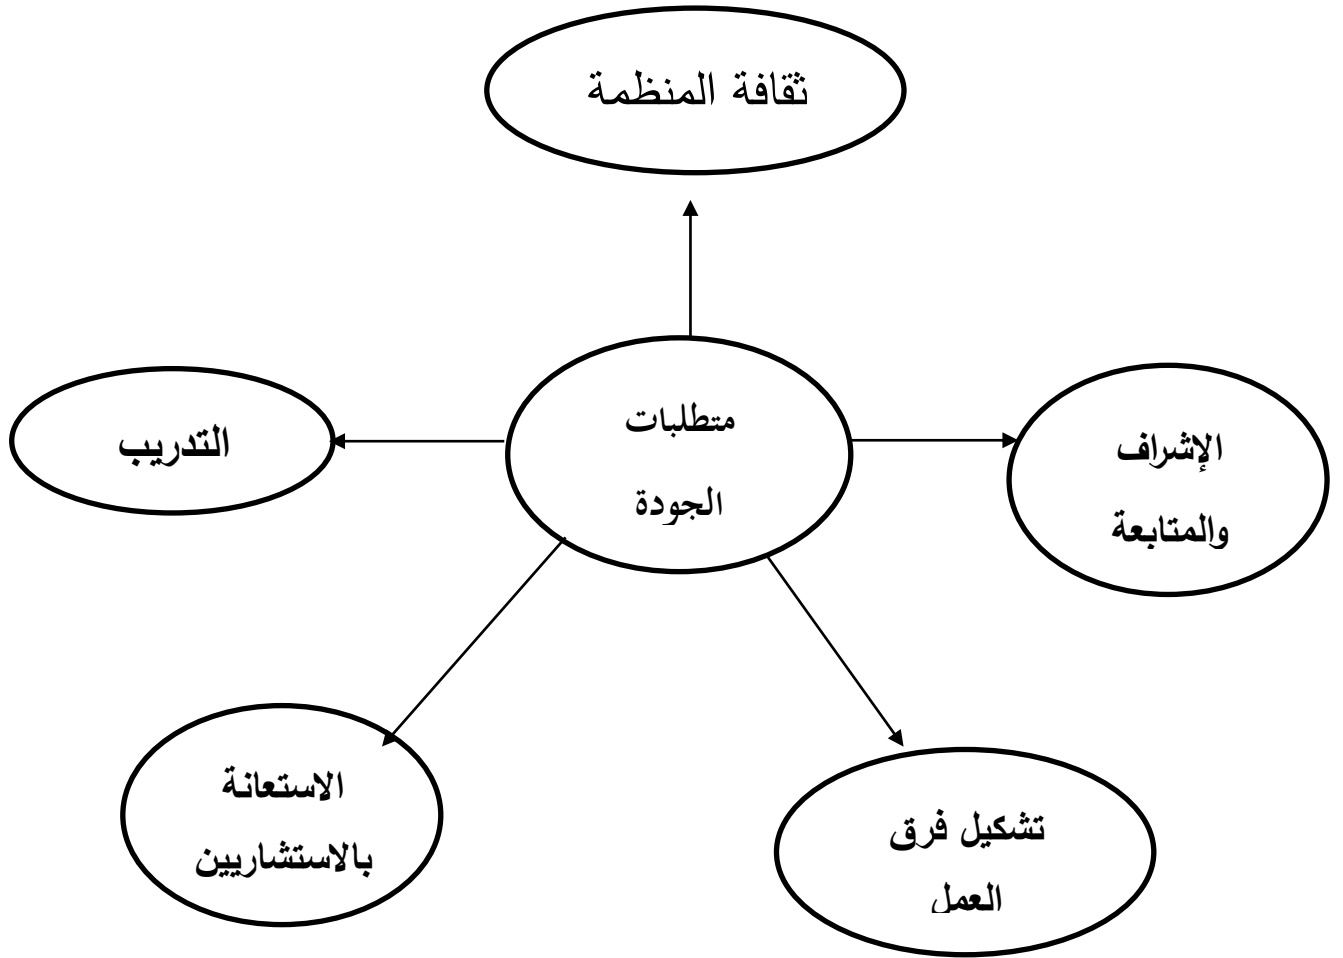 ثقافة المنظمة
متطلبات
الجودة
الإشراف
والمتابعة
التدريب
الاستعانة
بالاستشاريين
تشكيل فرق
العمل